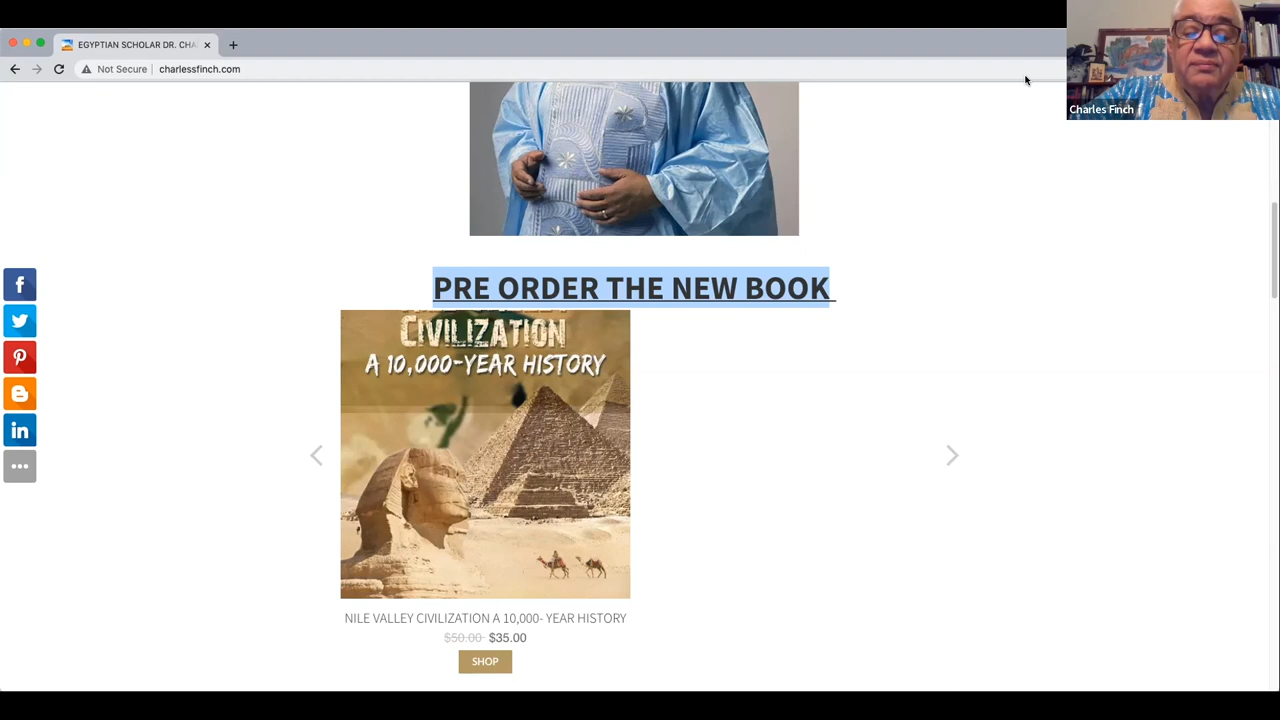 EGYPTIAN SCHOLAR DR. CHA
Not Secure
charlessfinch.com
Charles Finch
PRE ORDER THE NEW BOOK
CIVILIZATION
A 10,000-YEAR HISTORY
NILE VALLEY CIVILIZATION A 10,000- YEAR HISTORY
$50.00 $35.00
SHOP